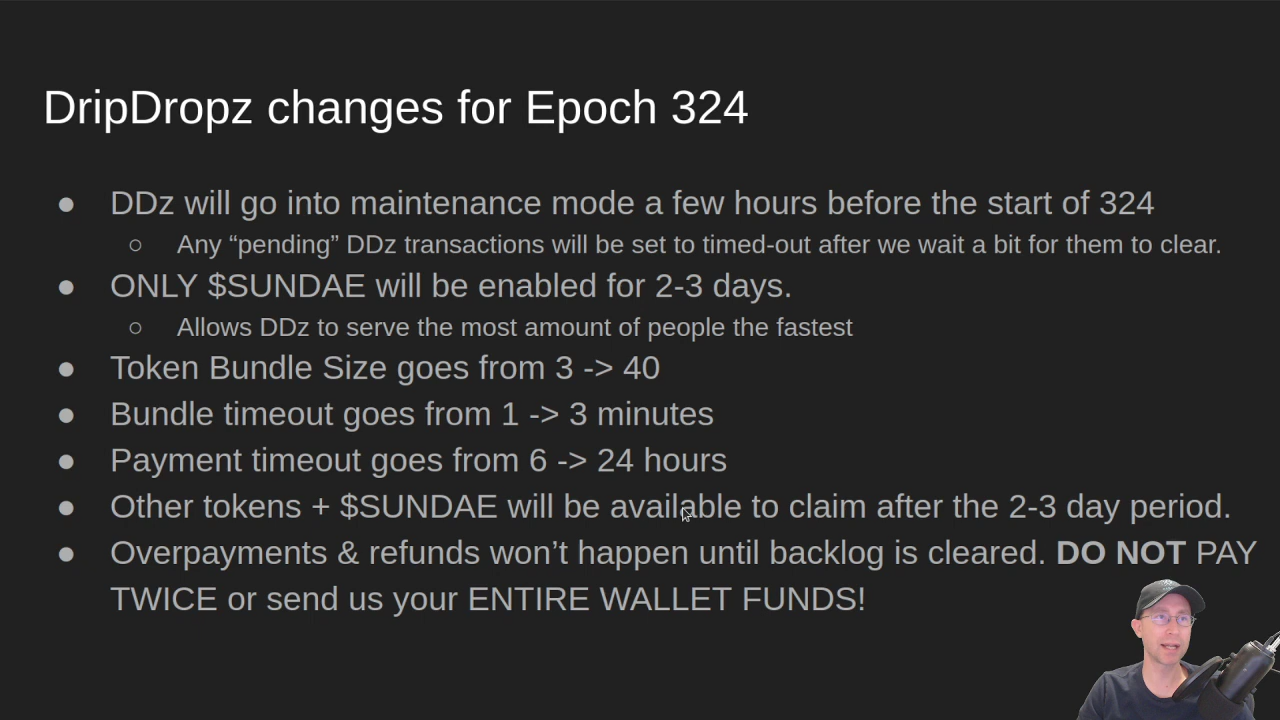 DripDropz changes for Epoch 324
● DDz will go into maintenance mode a few hours before the start of 324
○ Any “pending” DDz transactions will be set to timed-out after we wait a bit for them to clear.
● ONLY $SUNDAE will be enabled for 2-3 days.
○ Allows DDz to serve the most amount of people the fastest
● Token Bundle Size goes from 3 -> 40
● Bundle timeout goes from 1 -> 3 minutes
● Payment timeout goes from 6 -> 24 hours
● Other tokens + $SUNDAE will be available to claim after the 2-3 day period.
● Overpayments & refunds won’t happen until backlog is cleared. DO NOT PAY
TWICE or send us your ENTIRE WALLET FUNDS!